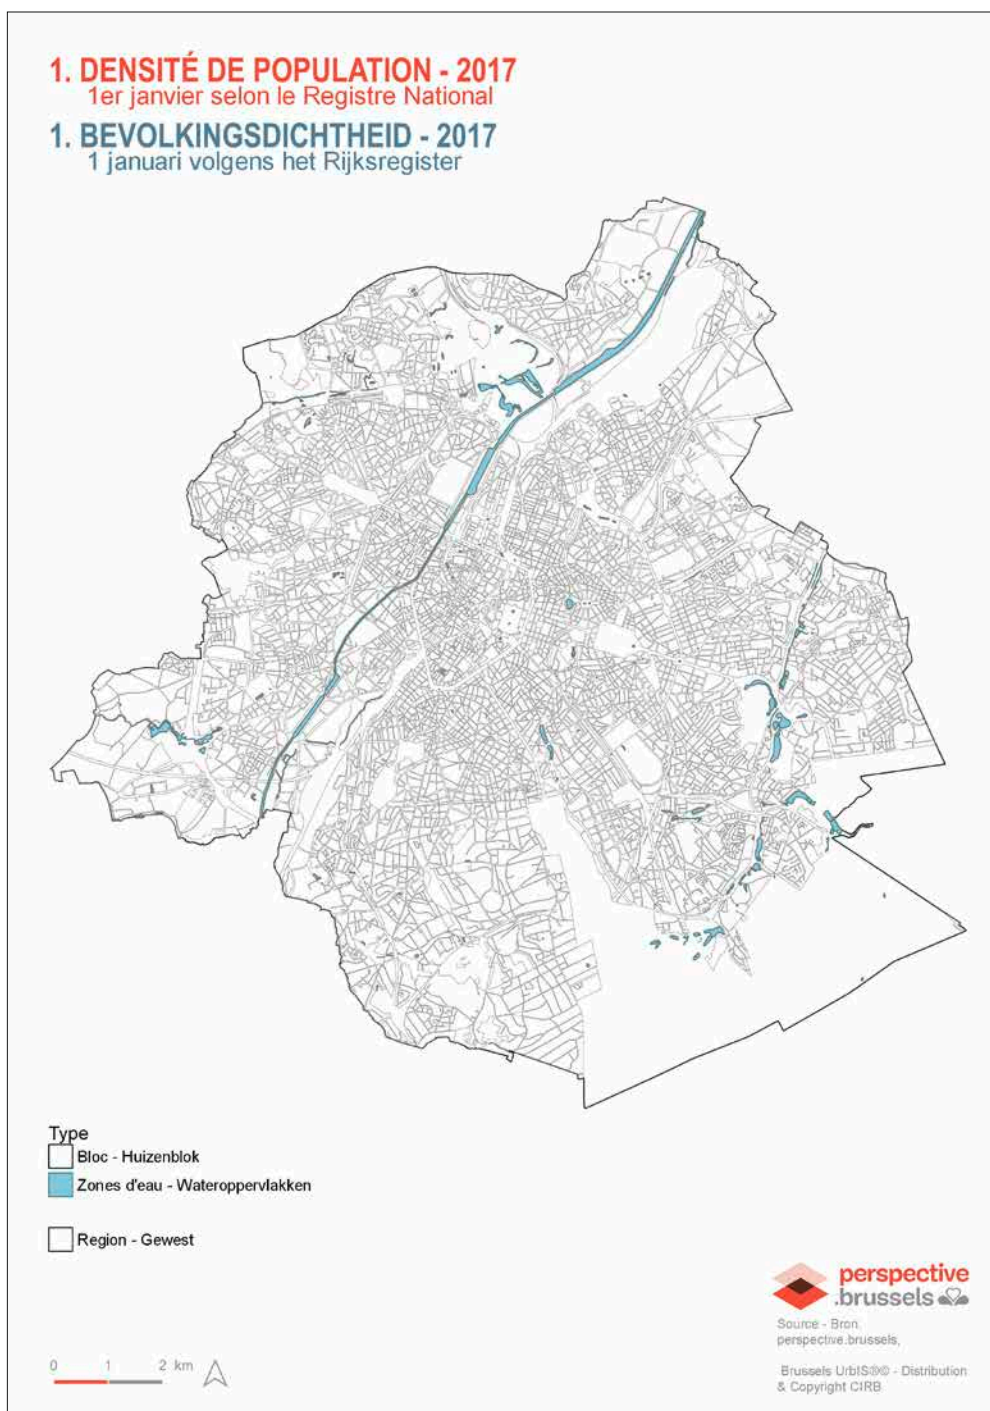 1. DENSITÉ DE POPULATION - 2017
1er janvier selon le Registre National
1. BEVOLKINGSDICHTHEID - 2017
1 januari volgens het Rijksregister
Type
Bloc - Huizenblok
Zones d'eau - Wateroppervlakken
Region - Gewest
perspective
.brussels
Source - Bron.
perspective.brussels,
Brussels UrbIS®© - Distribution
& Copyright CIRB
0 1 2 km